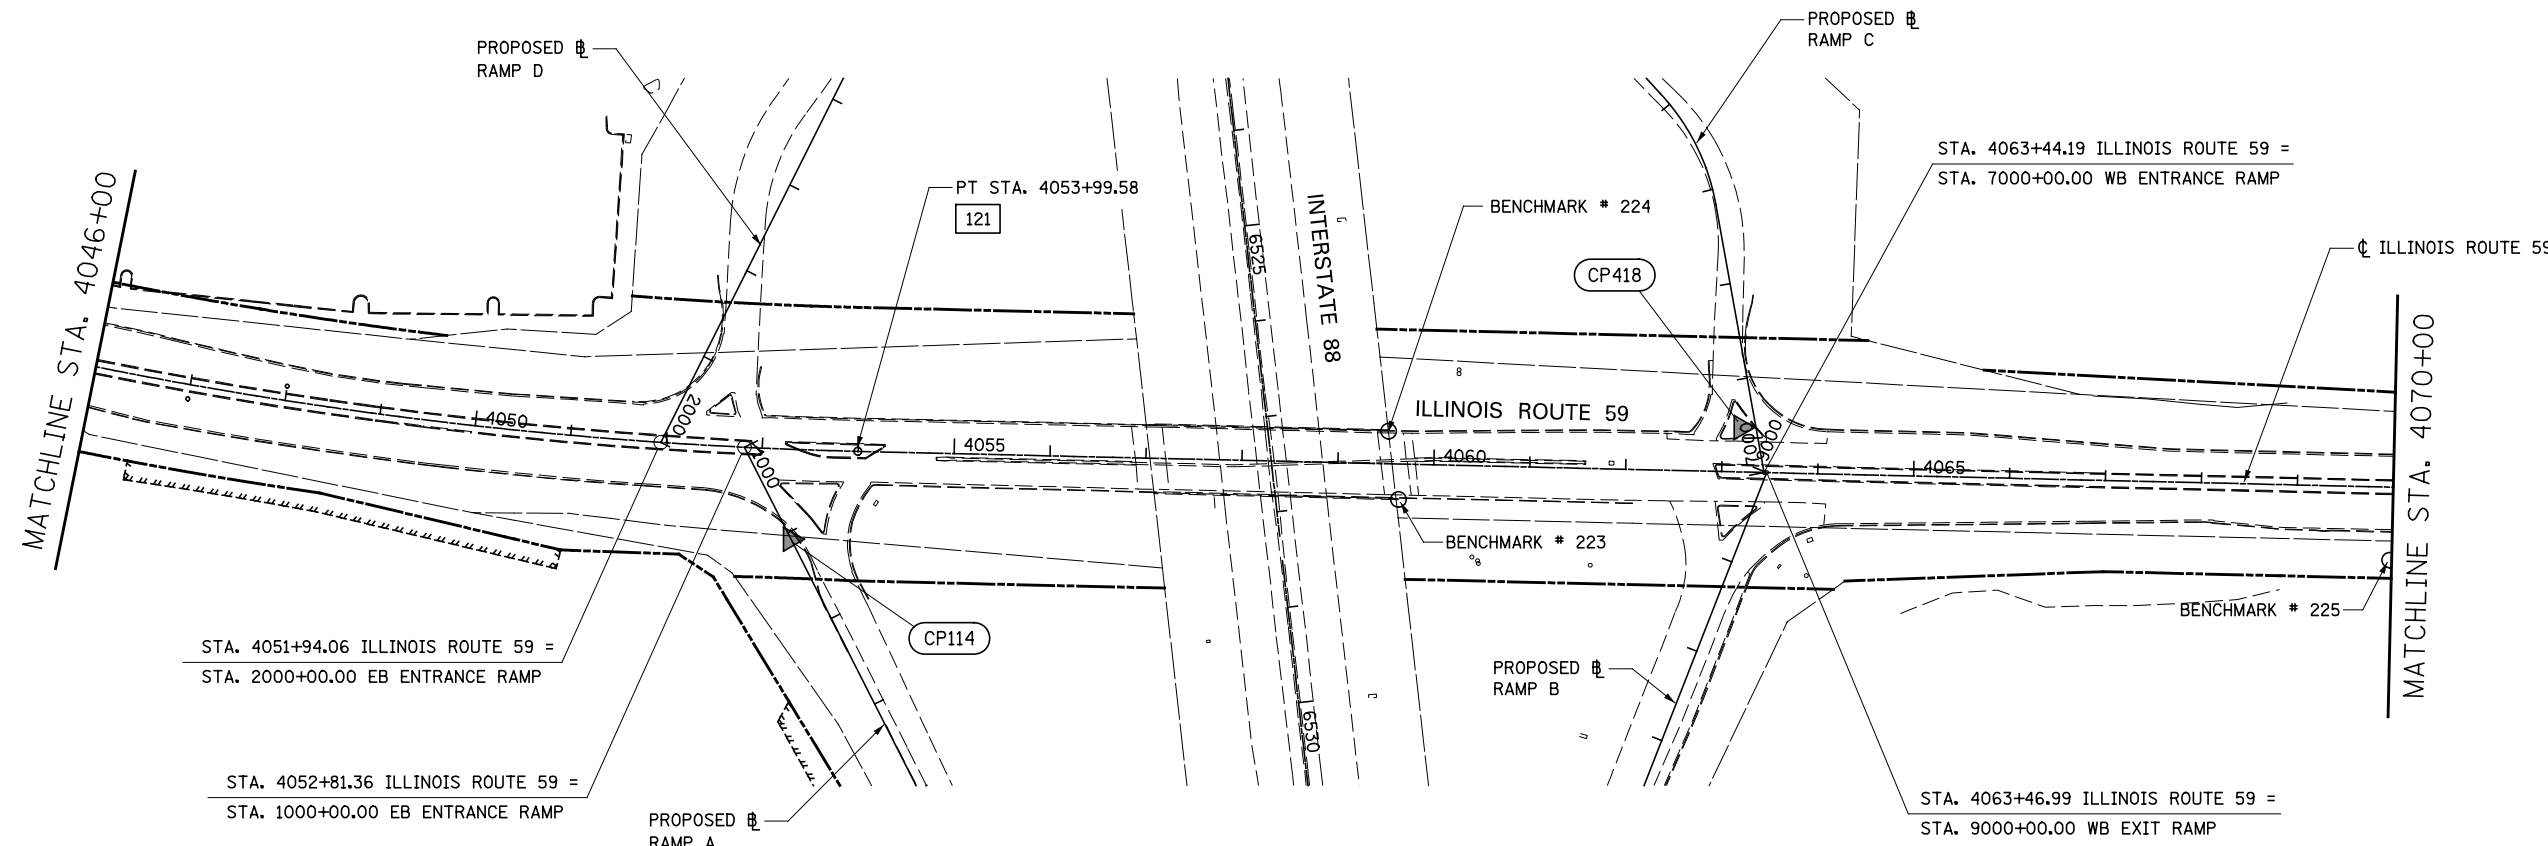 PROPOSED ⅊
RAMP D
PROPOSED ⅊
RAMP C
STA. 4063+44.19 ILLINOIS ROUTE 59 =
STA. 7000+00.00 WB ENTRANCE RAMP
PT STA. 4053+99.58
121
BENCHMARK # 224
INTERSTATE 88
6525
6530
CP418
℄ ILLINOIS ROUTE 59
MATCHLINE STA. 4046+00
MATCHLINE STA. 4070+00
ILLINOIS ROUTE 59
4050
4055
4060
4065
2000
1000
9000
BENCHMARK # 223
BENCHMARK # 225
CP114
STA. 4051+94.06 ILLINOIS ROUTE 59 =
STA. 2000+00.00 EB ENTRANCE RAMP
PROPOSED ⅊
RAMP B
STA. 4052+81.36 ILLINOIS ROUTE 59 =
STA. 1000+00.00 EB ENTRANCE RAMP
PROPOSED ⅊
RAMP A
STA. 4063+46.99 ILLINOIS ROUTE 59 =
STA. 9000+00.00 WB EXIT RAMP